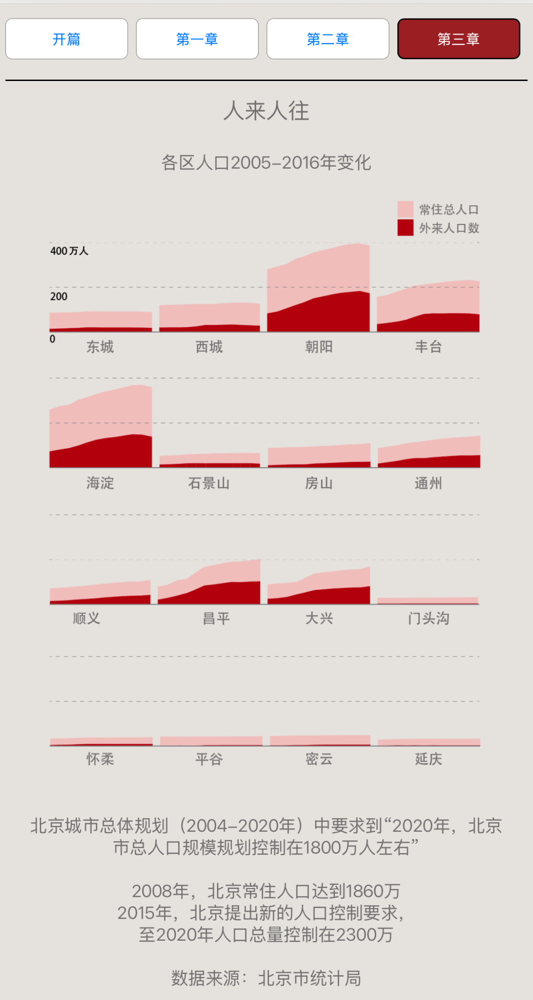 开篇 第一章 第二章 第三章
人来人往
各区人口2005–2016年变化
常住总人口
外来人口数
400万人
200
0
东城 西城 朝阳 丰台
海淀 石景山 房山 通州
顺义 昌平 大兴 门头沟
怀柔 平谷 密云 延庆
北京城市总体规划（2004–2020年）中要求到“2020年，北京
市总人口规模规划控制在1800万人左右”
2008年，北京常住人口达到1860万
2015年，北京提出新的人口控制要求，
至2020年人口总量控制在2300万
数据来源：北京市统计局